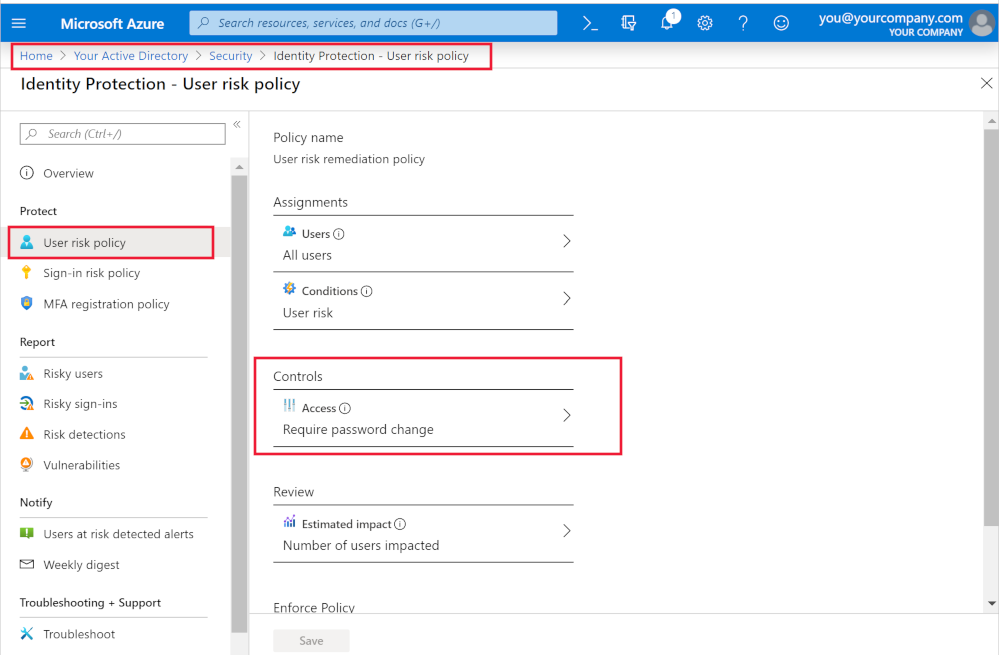 Microsoft Azure
Search resources, services, and docs (G+/)
1
you@yourcompany.com
YOUR COMPANY
Home > Your Active Directory > Security > Identity Protection - User risk policy
Identity Protection - User risk policy
Search (Ctrl+/)
Overview
Protect
User risk policy
Sign-in risk policy
MFA registration policy
Report
Risky users
Risky sign-ins
Risk detections
Vulnerabilities
Notify
Users at risk detected alerts
Weekly digest
Troubleshooting + Support
Troubleshoot
Policy name
User risk remediation policy
Assignments
Users
All users
Conditions
User risk
Controls
Access
Require password change
Review
Estimated impact
Number of users impacted
Enforce Policy
Save